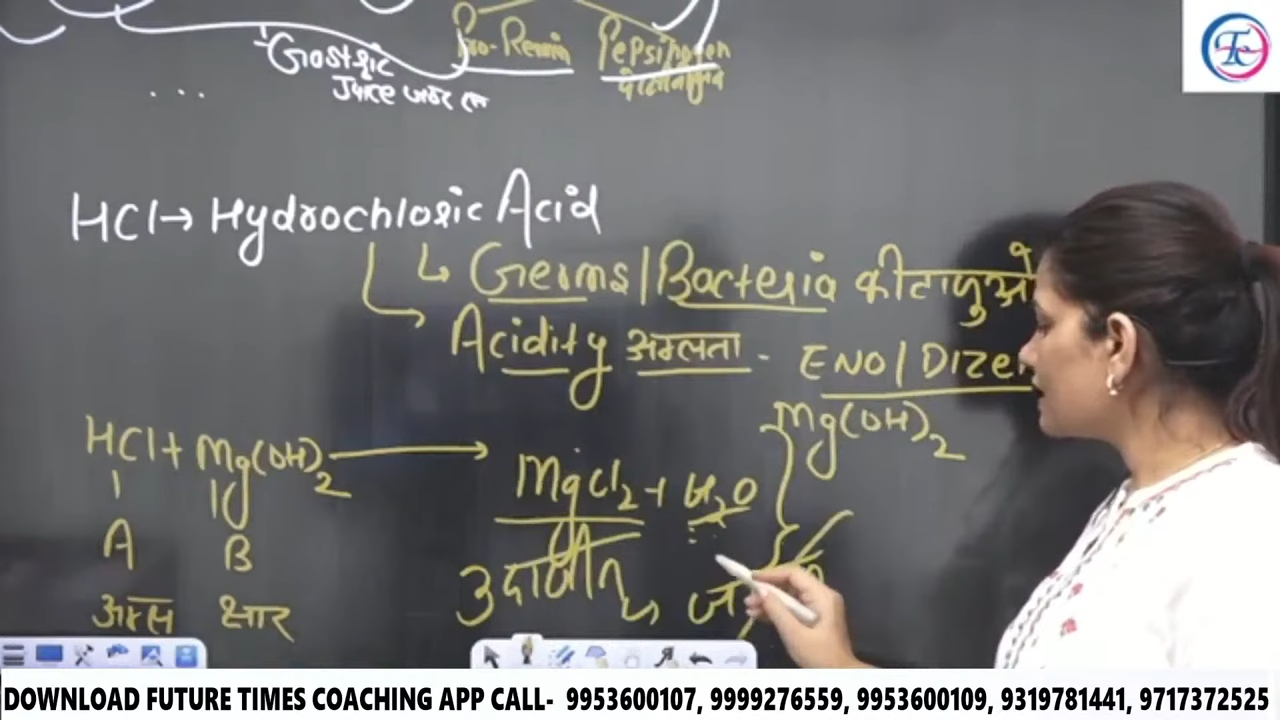 Pro-Renin Pepsinogen
Gastric
Juice जठर रस
HCl → Hydrochloric Acid
Germs/Bacteria कीटाणुओ
Acidity अम्लता - ENO/Dize
Mg(OH)2
HCl + Mg(OH)2 → MgCl2 + H2O
A B
अम्ल क्षार
उदासीन
DOWNLOAD FUTURE TIMES COACHING APP CALL- 9953600107, 9999276559, 9953600109, 9319781441, 9717372525